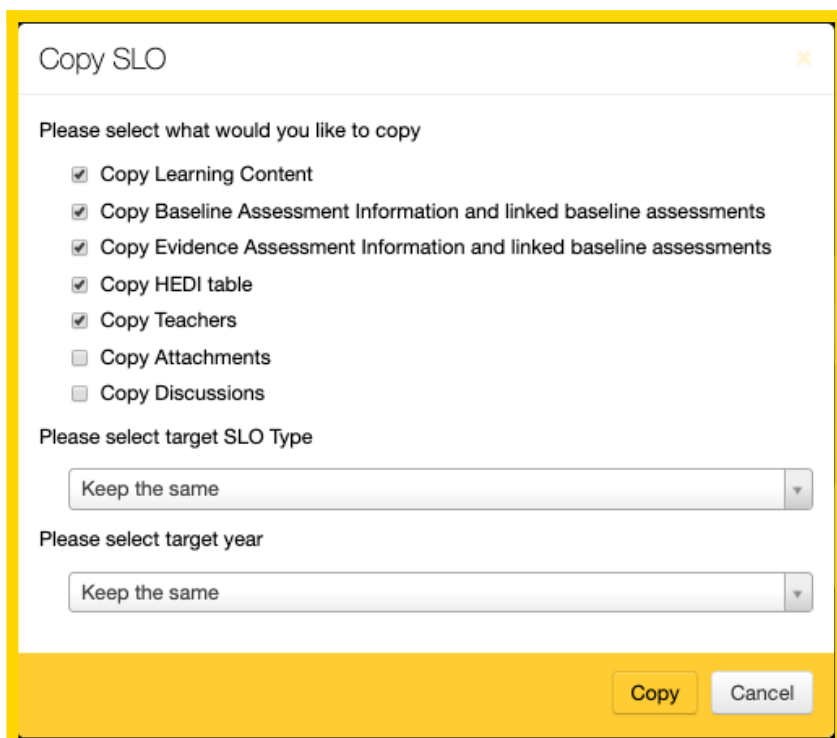 Copy SLO
Please select what would you like to copy
Copy Learning Content
Copy Baseline Assessment Information and linked baseline assessments
Copy Evidence Assessment Information and linked baseline assessments
Copy HEDI table
Copy Teachers
Copy Attachments
Copy Discussions
Please select target SLO Type
Keep the same
Please select target year
Keep the same
Copy Cancel